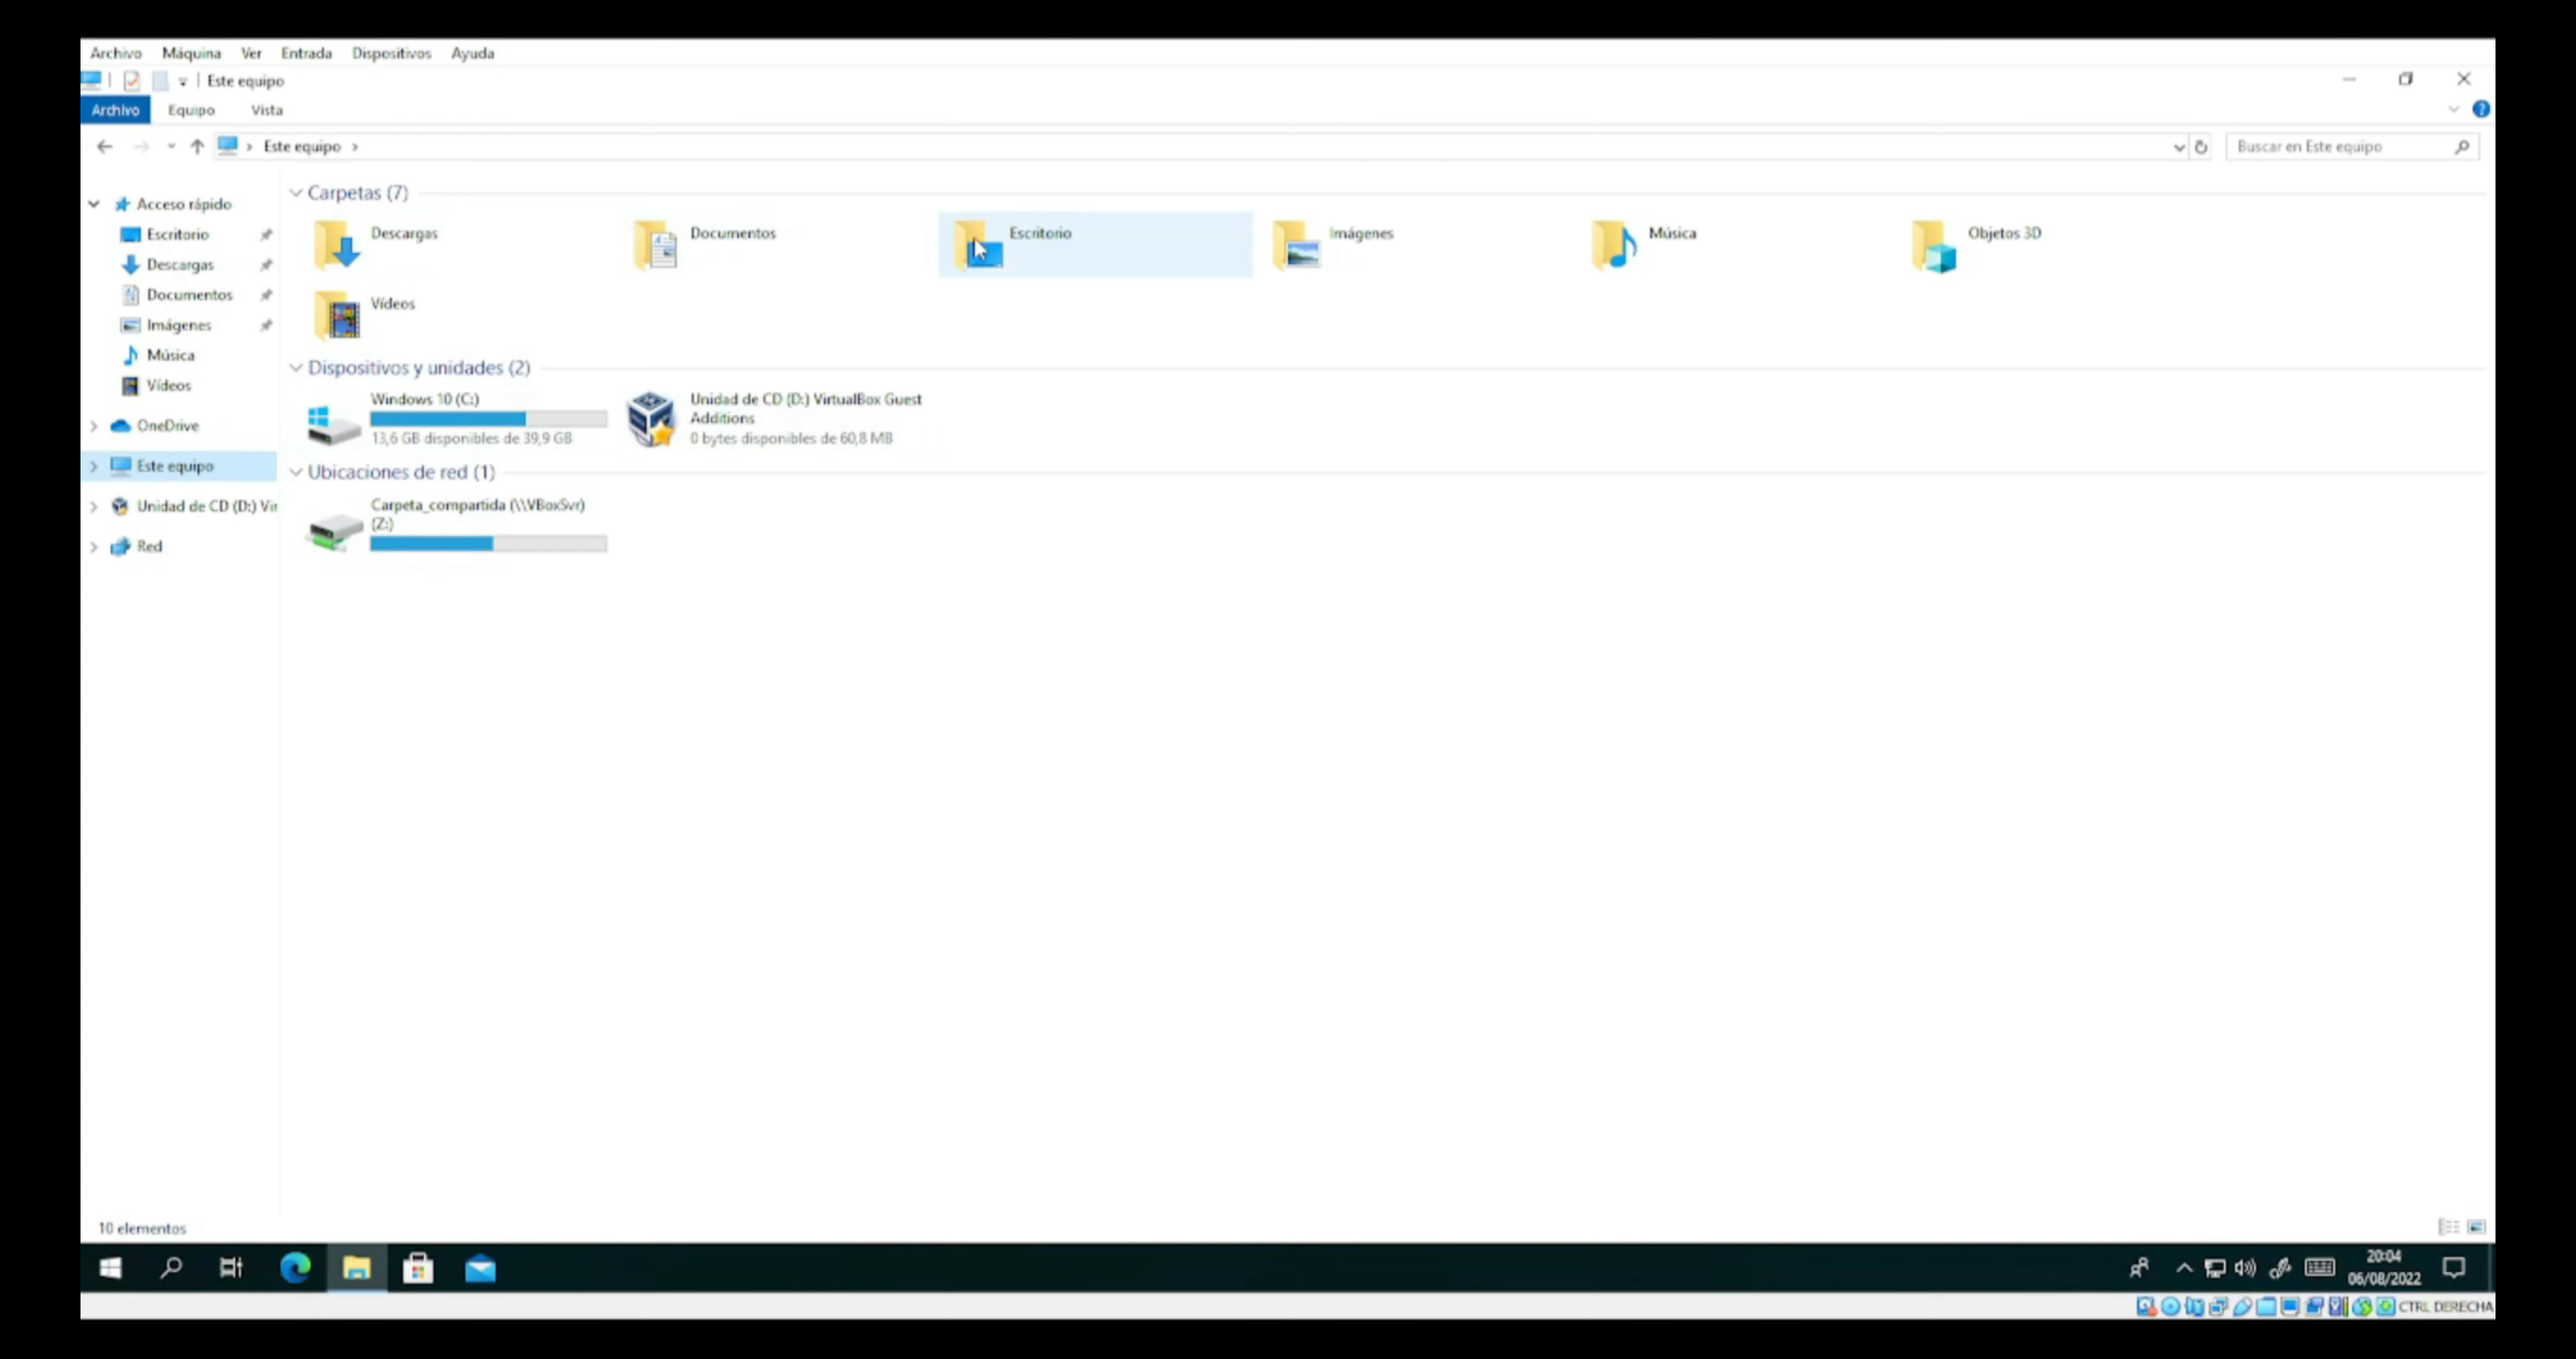 Archivo Máquina Ver Entrada Dispositivos Ayuda
Este equipo
Archivo Equipo Vista
Este equipo
Buscar en Este equipo
Acceso rápido
Escritorio
Descargas
Documentos
Imágenes
Música
Vídeos
OneDrive
Este equipo
Unidad de CD (D:) Vir
Red
Carpetas (7)
Descargas
Documentos
Escritorio
Imágenes
Música
Objetos 3D
Vídeos
Dispositivos y unidades (2)
Windows 10 (C:)
13,6 GB disponibles de 39,9 GB
Unidad de CD (D:) VirtualBox Guest
Additions
0 bytes disponibles de 60,8 MB
Ubicaciones de red (1)
Carpeta_compartida (\\VBoxSvr)
(Z:)
10 elementos
20:04
06/08/2022
CTRL DERECHA